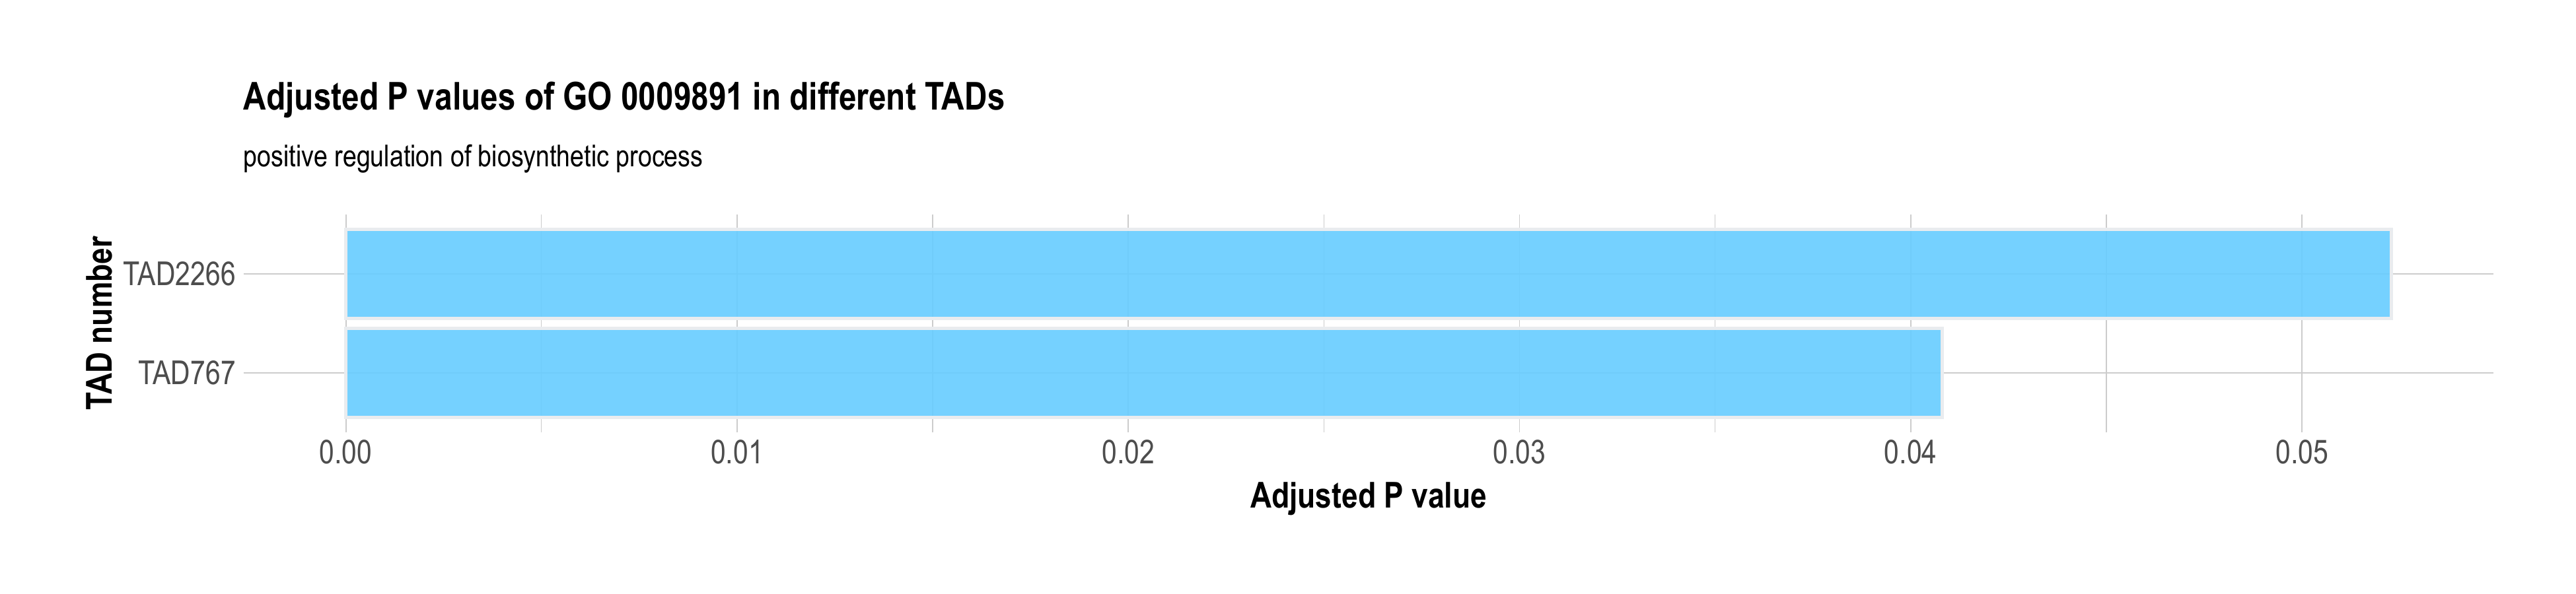 Adjusted P values of GO 0009891 in different TADs
positive regulation of biosynthetic process
TAD number
TAD2266
TAD767
0.00 0.01 0.02 0.03 0.04 0.05
Adjusted P value